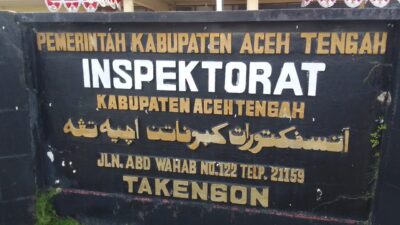 PEMERINTAH KABUPATEN ACEH TENGAH
INSPEKTORAT
KABUPATEN ACEH TENGAH
انسفكتورات كبوفاتن اچيه تڠه
JLN. ABD WAHAB NO.122 TELP. 21159
TAKENGON